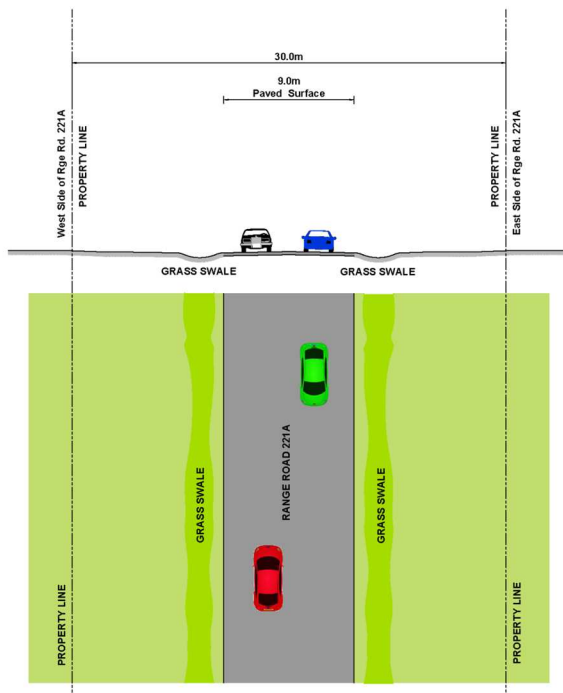 30.0m
9.0m
Paved Surface
West Side of Rge Rd. 221A
PROPERTY LINE
PROPERTY LINE
East Side of Rge Rd. 221A
GRASS SWALE
GRASS SWALE
GRASS SWALE
RANGE ROAD 221A
GRASS SWALE
PROPERTY LINE
PROPERTY LINE